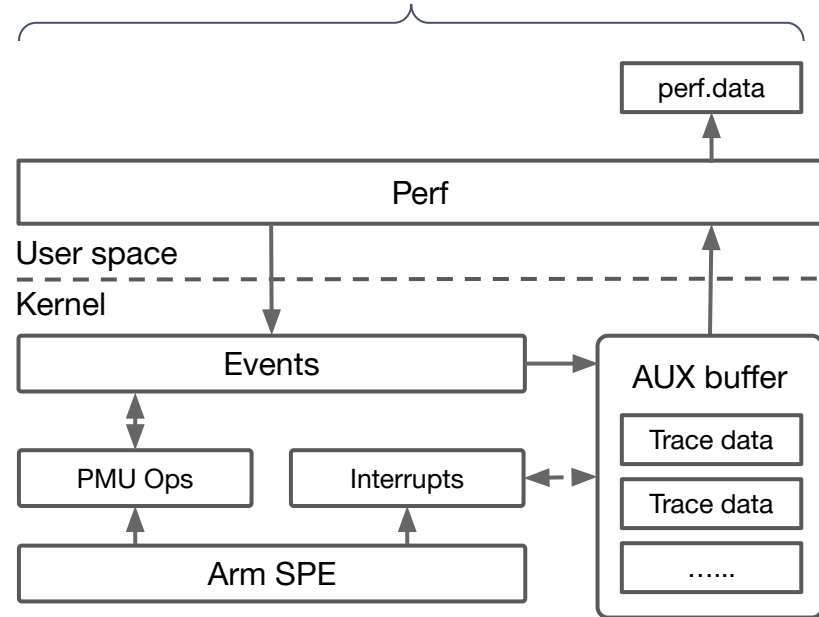 perf.data
Perf
User space
Kernel
Events
AUX buffer
Trace data
PMU Ops
Interrupts
Trace data
Arm SPE
…...